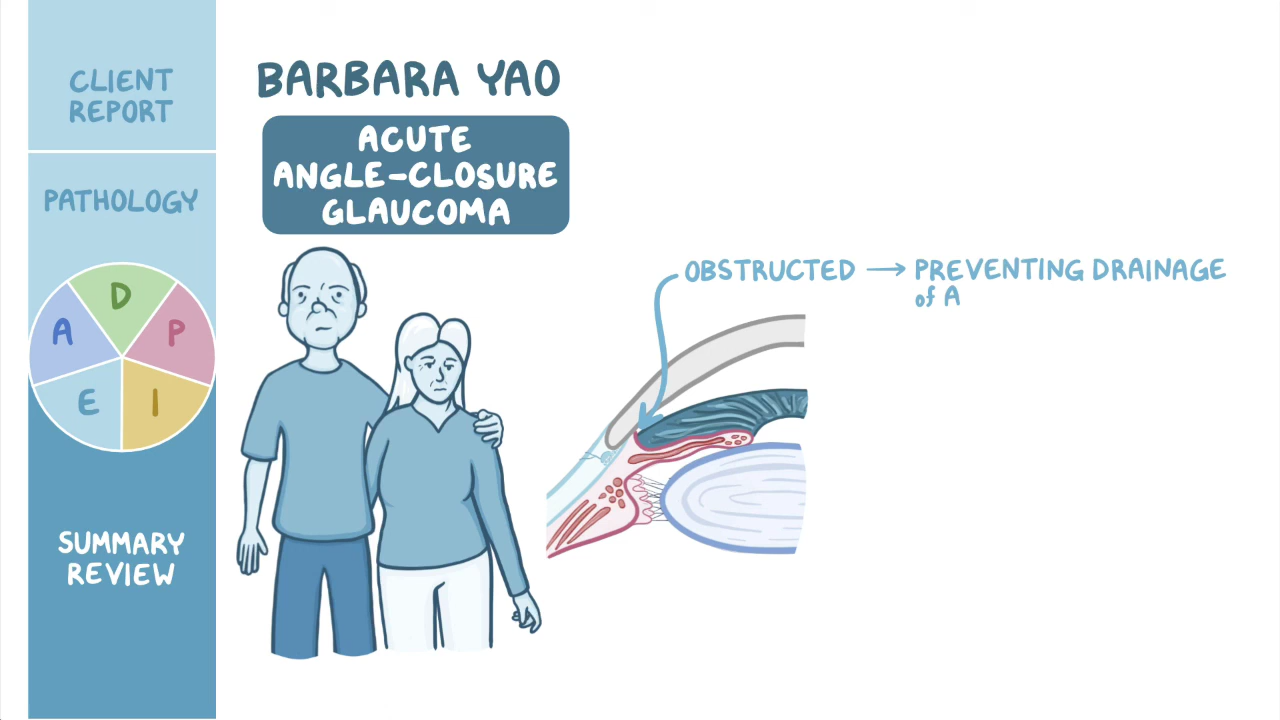 CLIENT
REPORT
PATHOLOGY
A
D
P
E
I
SUMMARY
REVIEW
BARBARA YAO
ACUTE
ANGLE-CLOSURE
GLAUCOMA
OBSTRUCTED → PREVENTING DRAINAGE
of A